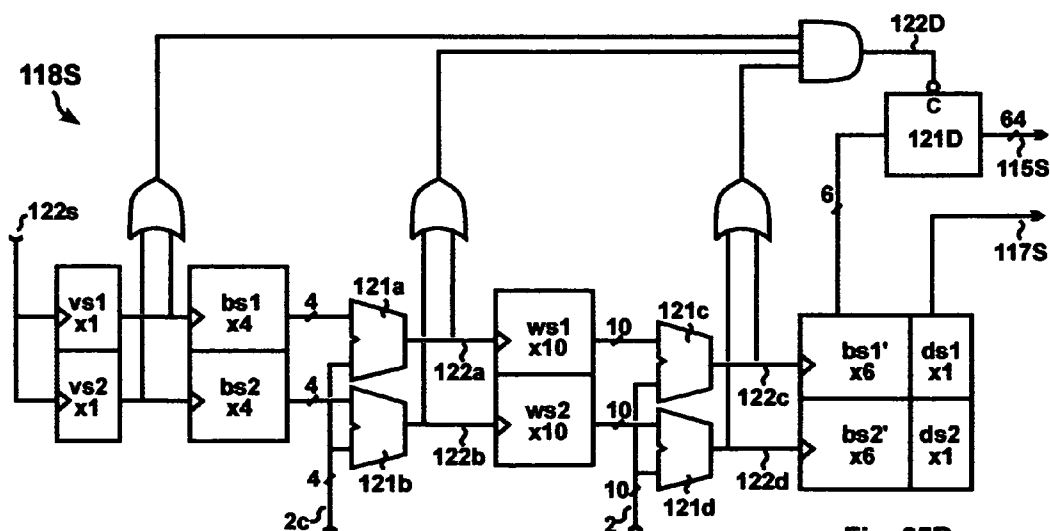 122D
118S
C
64
121D
115S
6
122s
117S
vs1
x1
bs1
x4
4
121a
ws1
x10
10
121c
122a
bs1'
x6
ds1
x1
122c
vs2
x1
bs2
x4
4
ws2
x10
10
122b
bs2'
x6
ds2
x1
122d
4
121b
10
121d
2c
2